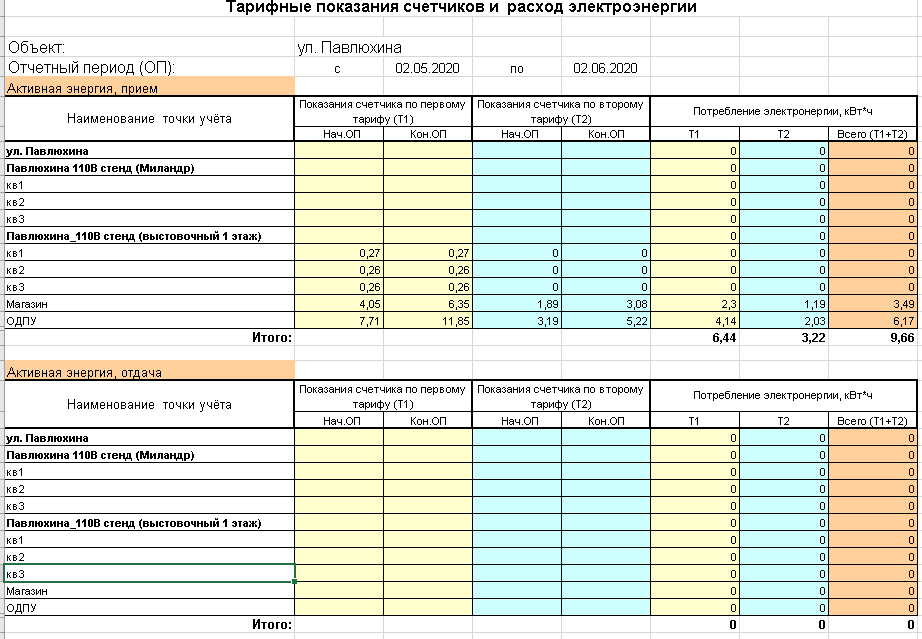 Тарифные показания счетчиков и расход электроэнергии
Объект: ул. Павлюхина
Отчетный период (ОП): с 02.05.2020 по 02.06.2020
Активная энергия, прием
Наименование точки учёта
Показания счетчика по первому тарифу (Т1)
Показания счетчика по второму тарифу (Т2)
Потребление электронергии, кВт*ч
Нач.ОП Кон.ОП Нач.ОП Кон.ОП Т1 Т2 Всего (Т1+Т2)
ул. Павлюхина 0 0 0
Павлюхина 110В стенд (Миландр) 0 0 0
кв1 0 0 0
кв2 0 0 0
кв3 0 0 0
Павлюхина_110В стенд (выстовочный 1 этаж) 0 0 0
кв1 0,27 0,27 0 0 0 0 0
кв2 0,26 0,26 0 0 0 0 0
кв3 0,26 0,26 0 0 0 0 0
Магазин 4,05 6,35 1,89 3,08 2,3 1,19 3,49
ОДПУ 7,71 11,85 3,19 5,22 4,14 2,03 6,17
Итого: 6,44 3,22 9,66
Активная энергия, отдача
Наименование точки учёта
Показания счетчика по первому тарифу (Т1)
Показания счетчика по второму тарифу (Т2)
Потребление электронергии, кВт*ч
Нач.ОП Кон.ОП Нач.ОП Кон.ОП Т1 Т2 Всего (Т1+Т2)
ул. Павлюхина 0 0 0
Павлюхина 110В стенд (Миландр) 0 0 0
кв1 0 0 0
кв2 0 0 0
кв3 0 0 0
Павлюхина_110В стенд (выстовочный 1 этаж) 0 0 0
кв1 0 0 0
кв2 0 0 0
кв3 0 0 0
Магазин 0 0 0
ОДПУ 0 0 0
Итого: 0 0 0